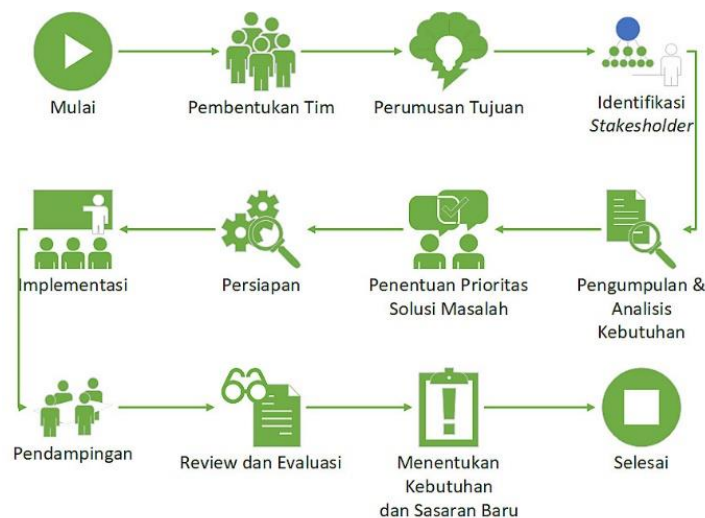 Mulai
Pembentukan Tim
Perumusan Tujuan
Identifikasi
Stakesholder
Pengumpulan &
Analisis
Kebutuhan
Penentuan Prioritas
Solusi Masalah
Persiapan
Implementasi
Pendampingan
Review dan Evaluasi
Menentukan
Kebutuhan
dan Sasaran Baru
Selesai